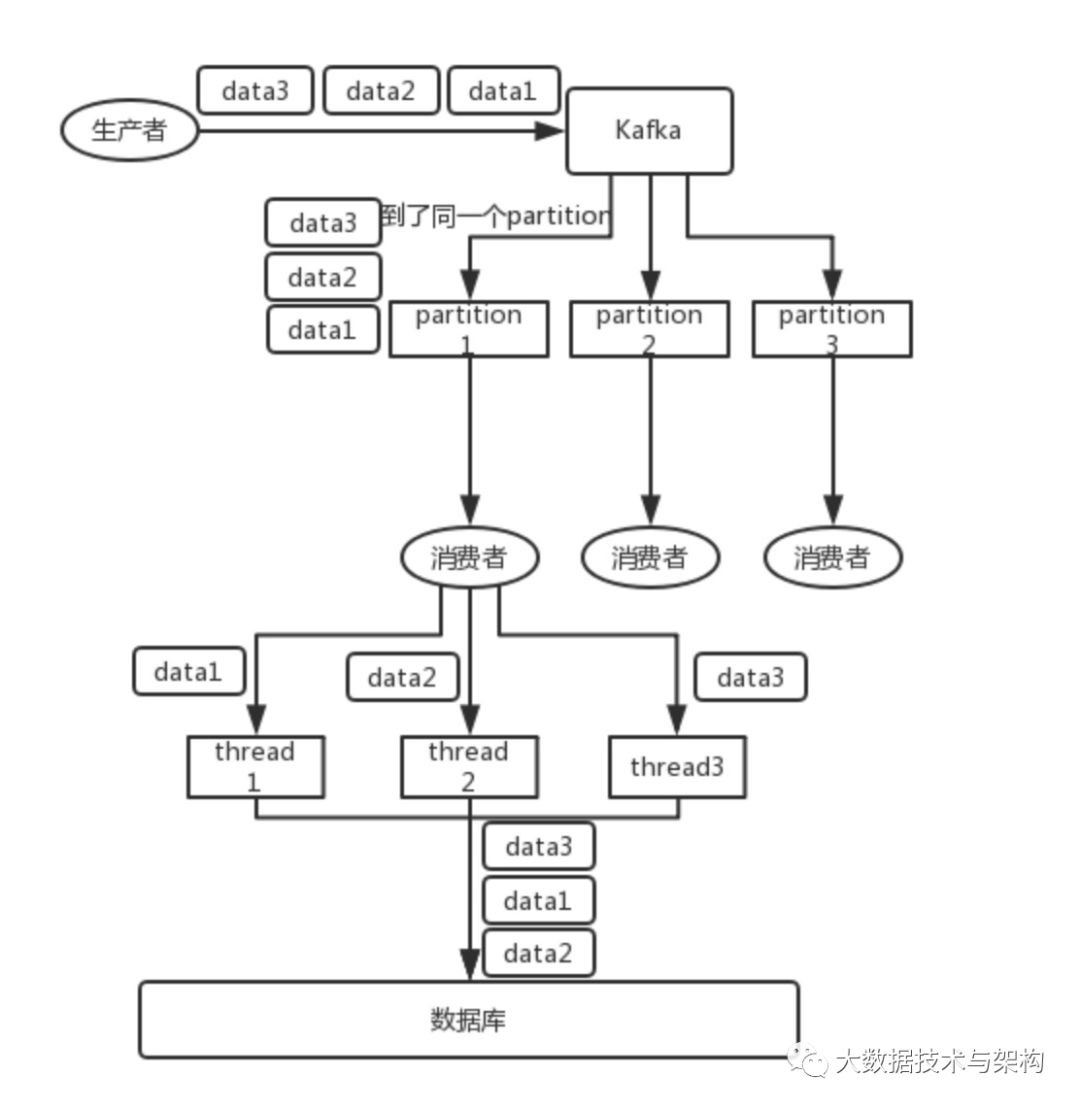 data3 data2 data1
生产者
Kafka
data3
到了同一个partition
data2
data1
partition
1
partition
2
partition
3
消费者
消费者
消费者
data1
data2
data3
thread
1
thread
2
thread3
data3
data1
data2
数据库
大数据技术与架构